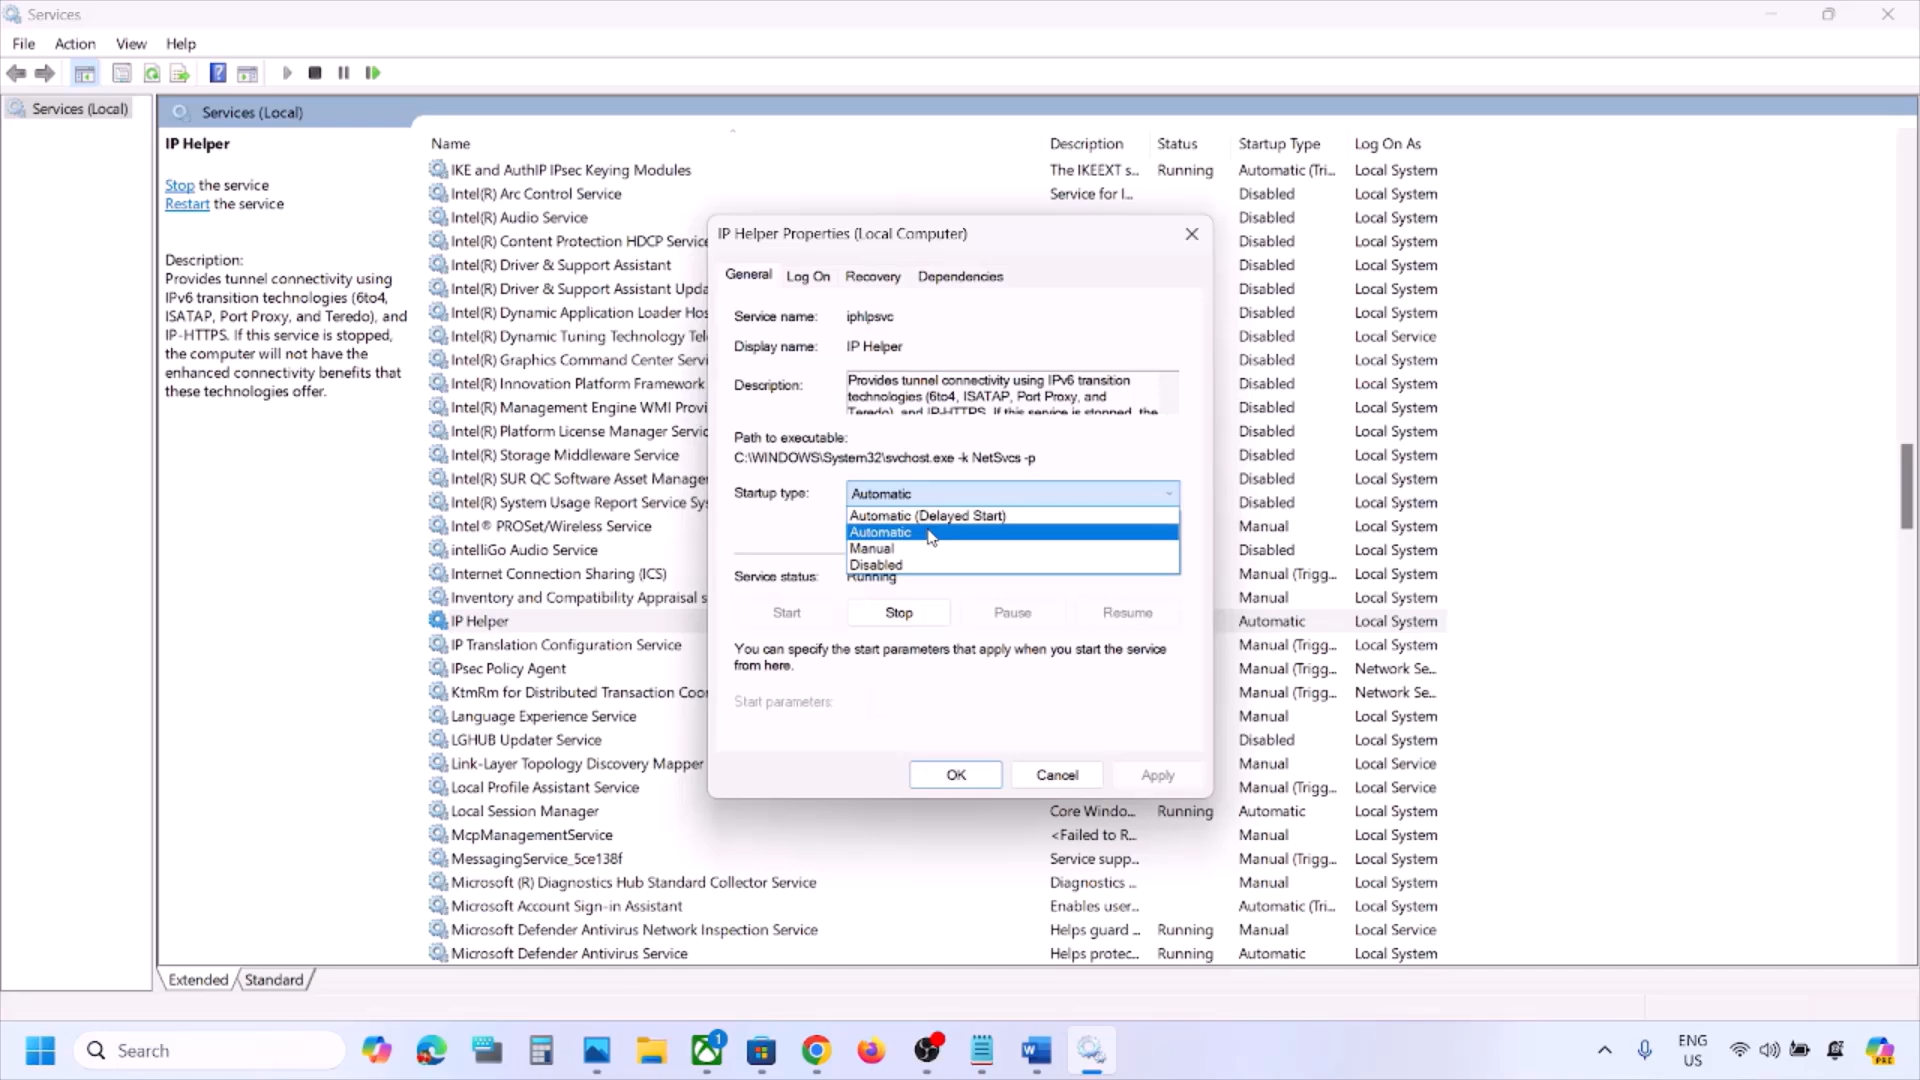 Services
File Action View Help
Services (Local)
Services (Local)
IP Helper
Stop the service
Restart the service
Description:
Provides tunnel connectivity using
IPv6 transition technologies (6to4,
ISATAP, Port Proxy, and Teredo), and
IP-HTTPS. If this service is stopped,
the computer will not have the
enhanced connectivity benefits that
these technologies offer.
Name Description Status Startup Type Log On As
IKE and AuthIP IPsec Keying Modules The IKEEXT s... Running Automatic (Tri... Local System
Intel(R) Arc Control Service Service for I... Disabled Local System
Intel(R) Audio Service Disabled Local System
Intel(R) Content Protection HDCP Service Disabled Local System
Intel(R) Driver & Support Assistant Disabled Local System
Intel(R) Driver & Support Assistant Upda Disabled Local System
Intel(R) Dynamic Application Loader Hos Disabled Local System
Intel(R) Dynamic Tuning Technology Tel Disabled Local Service
Intel(R) Graphics Command Center Servi Disabled Local System
Intel(R) Innovation Platform Framework Disabled Local System
Intel(R) Management Engine WMI Provi Disabled Local System
Intel(R) Platform License Manager Servic Disabled Local System
Intel(R) Storage Middleware Service Disabled Local System
Intel(R) SUR QC Software Asset Manager Disabled Local System
Intel(R) System Usage Report Service Sys Disabled Local System
Intel® PROSet/Wireless Service Manual Local System
intelliGo Audio Service Disabled Local System
Internet Connection Sharing (ICS) Manual (Trigg... Local System
Inventory and Compatibility Appraisal s Manual Local System
IP Helper Automatic Local System
IP Translation Configuration Service Manual (Trigg... Local System
IPsec Policy Agent Manual (Trigg... Network Se...
KtmRm for Distributed Transaction Coor Manual (Trigg... Network Se...
Language Experience Service Manual Local System
LGHUB Updater Service Disabled Local System
Link-Layer Topology Discovery Mapper Manual Local Service
Local Profile Assistant Service Manual (Trigg... Local Service
Local Session Manager Core Windo... Running Automatic Local System
McpManagementService <Failed to R... Manual Local System
MessagingService_5ce138f Service supp... Manual (Trigg... Local System
Microsoft (R) Diagnostics Hub Standard Collector Service Diagnostics ... Manual Local System
Microsoft Account Sign-in Assistant Enables user... Automatic (Tri... Local System
Microsoft Defender Antivirus Network Inspection Service Helps guard ... Running Manual Local Service
Microsoft Defender Antivirus Service Helps protec... Running Automatic Local System
IP Helper Properties (Local Computer)
General Log On Recovery Dependencies
Service name: iphlpsvc
Display name: IP Helper
Description: Provides tunnel connectivity using IPv6 transition
technologies (6to4, ISATAP, Port Proxy, and
Teredo), and IP-HTTPS. If this service is stopped, the
Path to executable:
C:\WINDOWS\System32\svchost.exe -k NetSvcs -p
Startup type: Automatic
Automatic (Delayed Start)
Automatic
Manual
Disabled
Service status: Running
Start Stop Pause Resume
You can specify the start parameters that apply when you start the service
from here.
Start parameters:
OK Cancel Apply
Extended Standard
Search
1
ENG
US
PRE